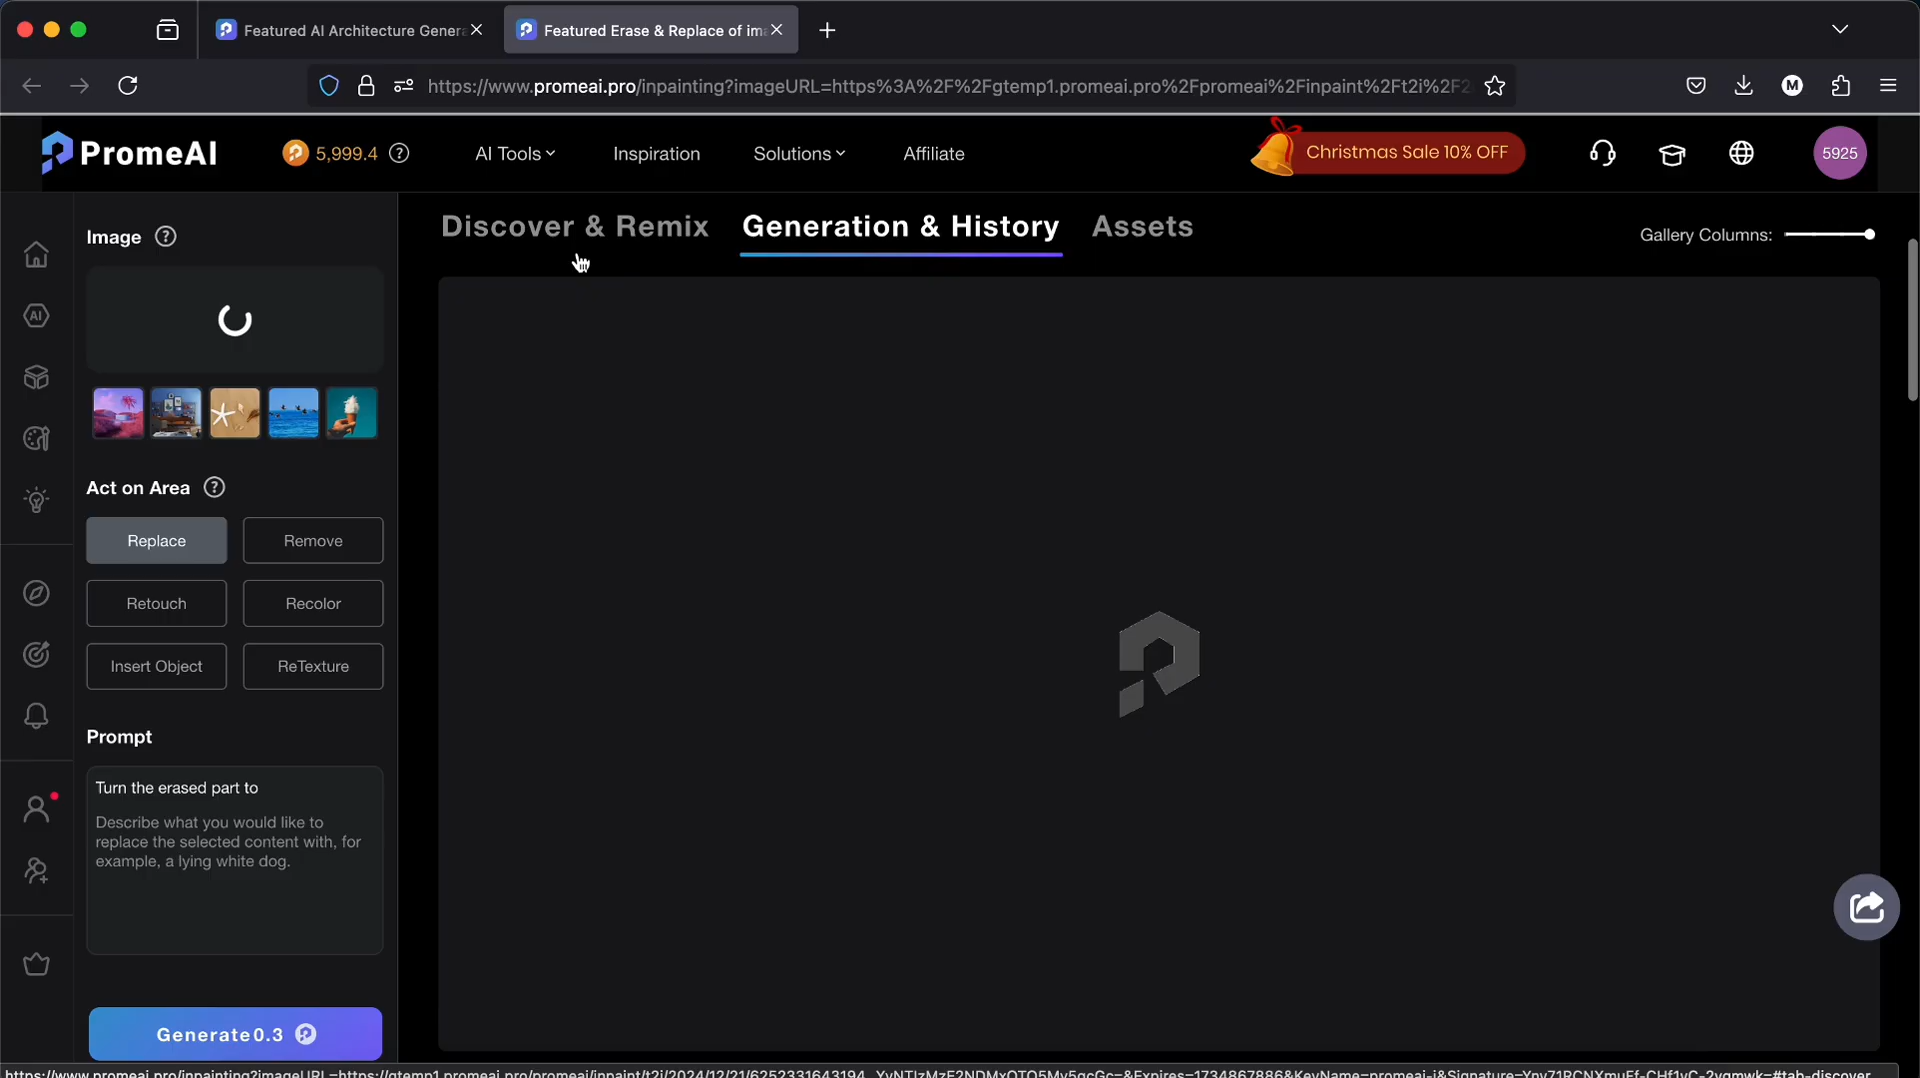 Featured AI Architecture Genera
Featured Erase & Replace of ima
https://www.promeai.pro/inpainting?imageURL=https%3A%2F%2Fgtemp1.promeai.pro%2Fpromeai%2Finpaint%2Ft2i%2F2
M
PromeAI
5,999.4
?
AI Tools
Inspiration
Solutions
Affiliate
Christmas Sale 10% OFF
5925
Image ?
Discover & Remix
Generation & History
Assets
Gallery Columns:
AI
Act on Area ?
Replace
Remove
Retouch
Recolor
Insert Object
ReTexture
Prompt
Turn the erased part to
Describe what you would like to
replace the selected content with, for
example, a lying white dog.
Generate0.3